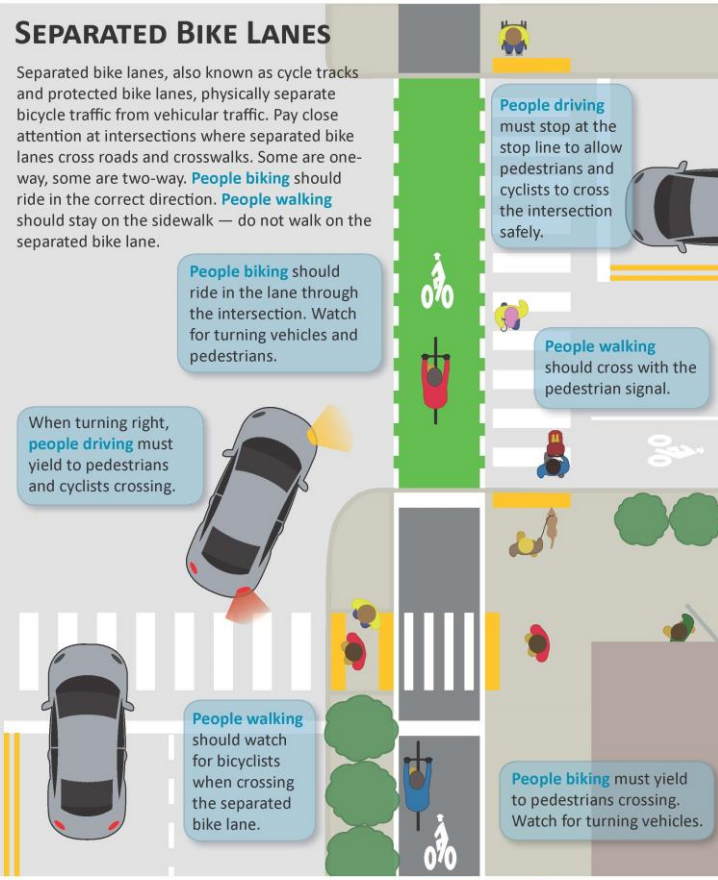 SEPARATED BIKE LANES
Separated bike lanes, also known as cycle tracks
and protected bike lanes, physically separate
bicycle traffic from vehicular traffic. Pay close
attention at intersections where separated bike
lanes cross roads and crosswalks. Some are one-
way, some are two-way. People biking should
ride in the correct direction. People walking
should stay on the sidewalk — do not walk on the
separated bike lane.
People driving
must stop at the
stop line to allow
pedestrians and
cyclists to cross
the intersection
safely.
People biking should
ride in the lane through
the intersection. Watch
for turning vehicles and
pedestrians.
People walking
should cross with the
pedestrian signal.
When turning right,
people driving must
yield to pedestrians
and cyclists crossing.
People walking
should watch
for bicyclists
when crossing
the separated
bike lane.
People biking must yield
to pedestrians crossing.
Watch for turning vehicles.